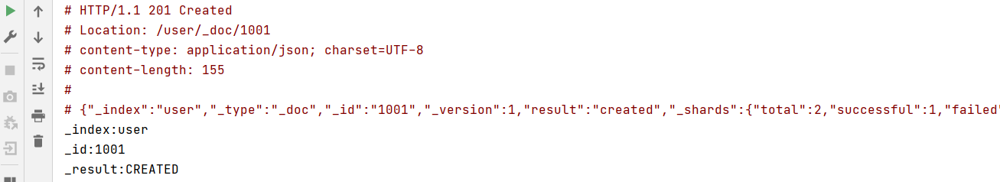 # HTTP/1.1 201 Created
# Location: /user/_doc/1001
# content-type: application/json; charset=UTF-8
# content-length: 155
#
# {"_index":"user","_type":"_doc","_id":"1001","_version":1,"result":"created","_shards":{"total":2,"successful":1,"failed"
_index:user
_id:1001
_result:CREATED